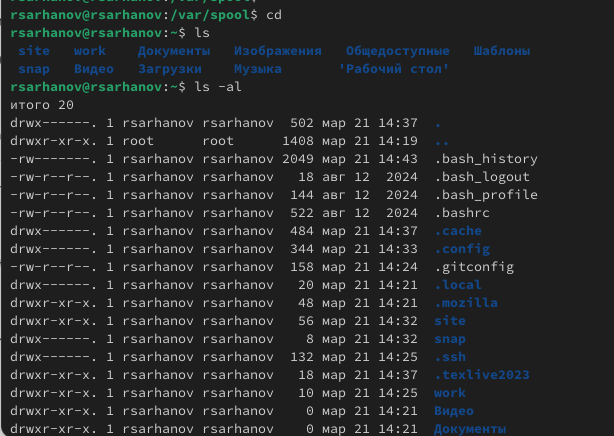 rsarhanov@rsarhanov:/var/spool$ cd
rsarhanov@rsarhanov:~$ ls
site work Документы Изображения Общедоступные Шаблоны
snap Видео Загрузки Музыка 'Рабочий стол'
rsarhanov@rsarhanov:~$ ls -al
итого 20
drwx------. 1 rsarhanov rsarhanov 502 мар 21 14:37 .
drwxr-xr-x. 1 root root 1408 мар 21 14:19 ..
-rw-------. 1 rsarhanov rsarhanov 2049 мар 21 14:43 .bash_history
-rw-r--r--. 1 rsarhanov rsarhanov 18 авг 12 2024 .bash_logout
-rw-r--r--. 1 rsarhanov rsarhanov 144 авг 12 2024 .bash_profile
-rw-r--r--. 1 rsarhanov rsarhanov 522 авг 12 2024 .bashrc
drwx------. 1 rsarhanov rsarhanov 484 мар 21 14:37 .cache
drwx------. 1 rsarhanov rsarhanov 344 мар 21 14:33 .config
-rw-r--r--. 1 rsarhanov rsarhanov 158 мар 21 14:24 .gitconfig
drwx------. 1 rsarhanov rsarhanov 20 мар 21 14:21 .local
drwxr-xr-x. 1 rsarhanov rsarhanov 48 мар 21 14:21 .mozilla
drwxr-xr-x. 1 rsarhanov rsarhanov 56 мар 21 14:32 site
drwx------. 1 rsarhanov rsarhanov 8 мар 21 14:32 snap
drwx------. 1 rsarhanov rsarhanov 132 мар 21 14:25 .ssh
drwxr-xr-x. 1 rsarhanov rsarhanov 18 мар 21 14:37 .texlive2023
drwxr-xr-x. 1 rsarhanov rsarhanov 10 мар 21 14:25 work
drwxr-xr-x. 1 rsarhanov rsarhanov 0 мар 21 14:21 Видео
drwxr-xr-x. 1 rsarhanov rsarhanov 0 мар 21 14:21 Документы